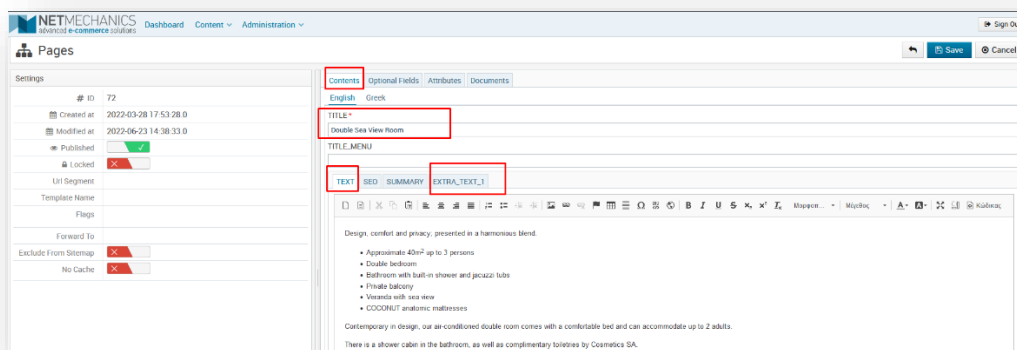 NETMECHANICS
advanced e-commerce solutions
Dashboard Content Administration
Sign Ou
Pages
Save Cancel
Settings
# ID 72
Created at 2022-03-28 17:53:28.0
Modified at 2022-06-23 14:38:33.0
Published
Locked
Url Segment
Template Name
Flags
Forward To
Exclude From Sitemap
No Cache
Contents Optional Fields Attributes Documents
English Greek
TITLE *
Double Sea View Room
TITLE_MENU
TEXT SEO SUMMARY EXTRA_TEXT_1
Μορφοπ... Μέγεθος Κώδικας
Design, comfort and privacy; presented in a harmonious blend.
• Approximate 40m² up to 3 persons
• Double bedroom
• Bathroom with built-in shower and jacuzzi tubs
• Private balcony
• Veranda with sea view
• COCONUT anatomic mattresses
Contemporary in design, our air-conditioned double room comes with a comfortable bed and can accommodate up to 2 adults.
There is a shower cabin in the bathroom, as well as complimentary toiletries by Cosmetics SA.